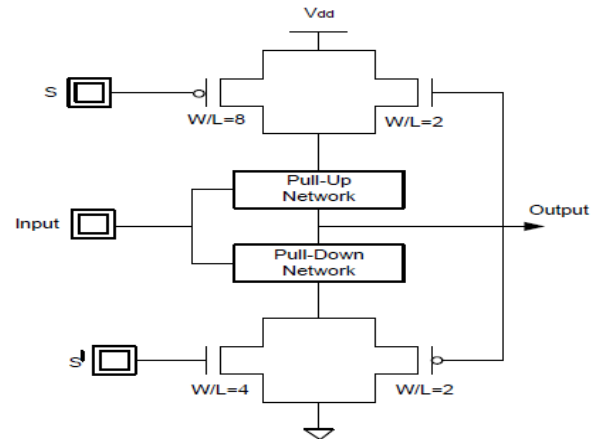 Vdd
S
W/L=8
W/L=2
Pull-Up
Network
Input
Output
Pull-Down
Network
S'
W/L=4
W/L=2